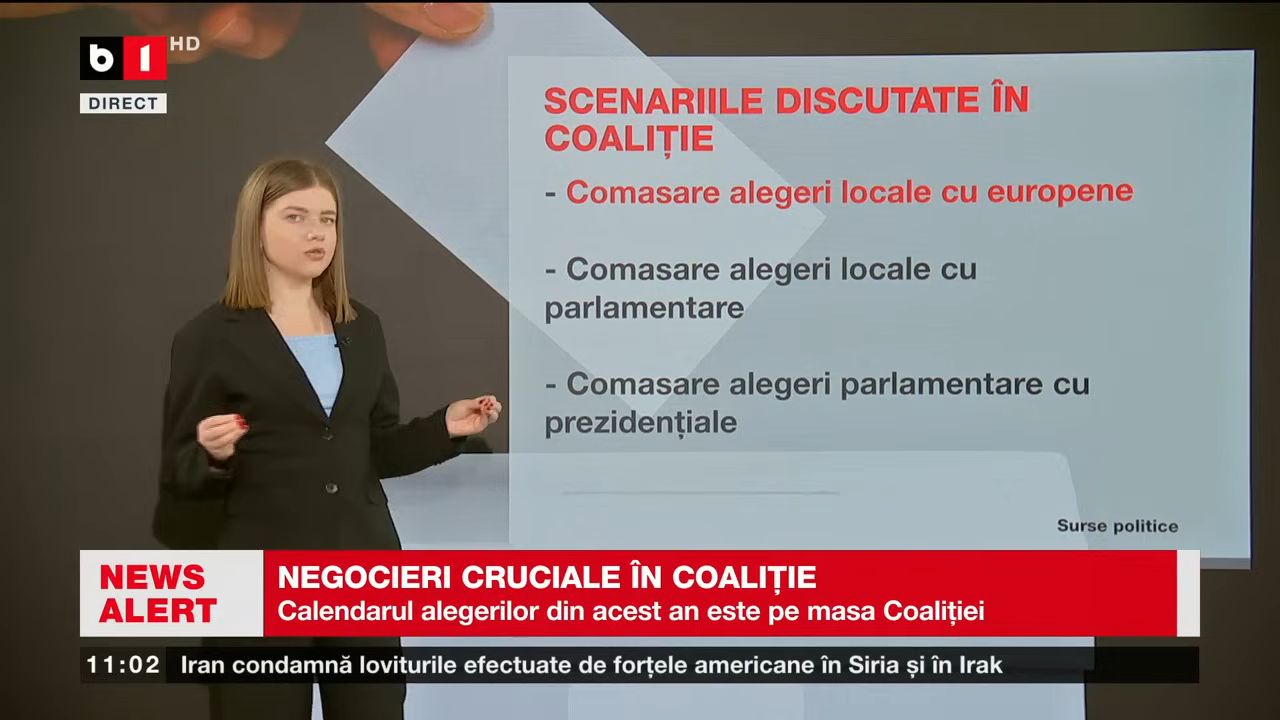 b1 HD
DIRECT
SCENARIILE DISCUTATE ÎN
COALIȚIE
- Comasare alegeri locale cu europene
- Comasare alegeri locale cu
parlamentare
- Comasare alegeri parlamentare cu
prezidențiale
Surse politice
NEWS
ALERT
NEGOCIERI CRUCIALE ÎN COALIȚIE
Calendarul alegerilor din acest an este pe masa Coaliției
11:02 Iran condamnă loviturile efectuate de forțele americane în Siria și în Irak